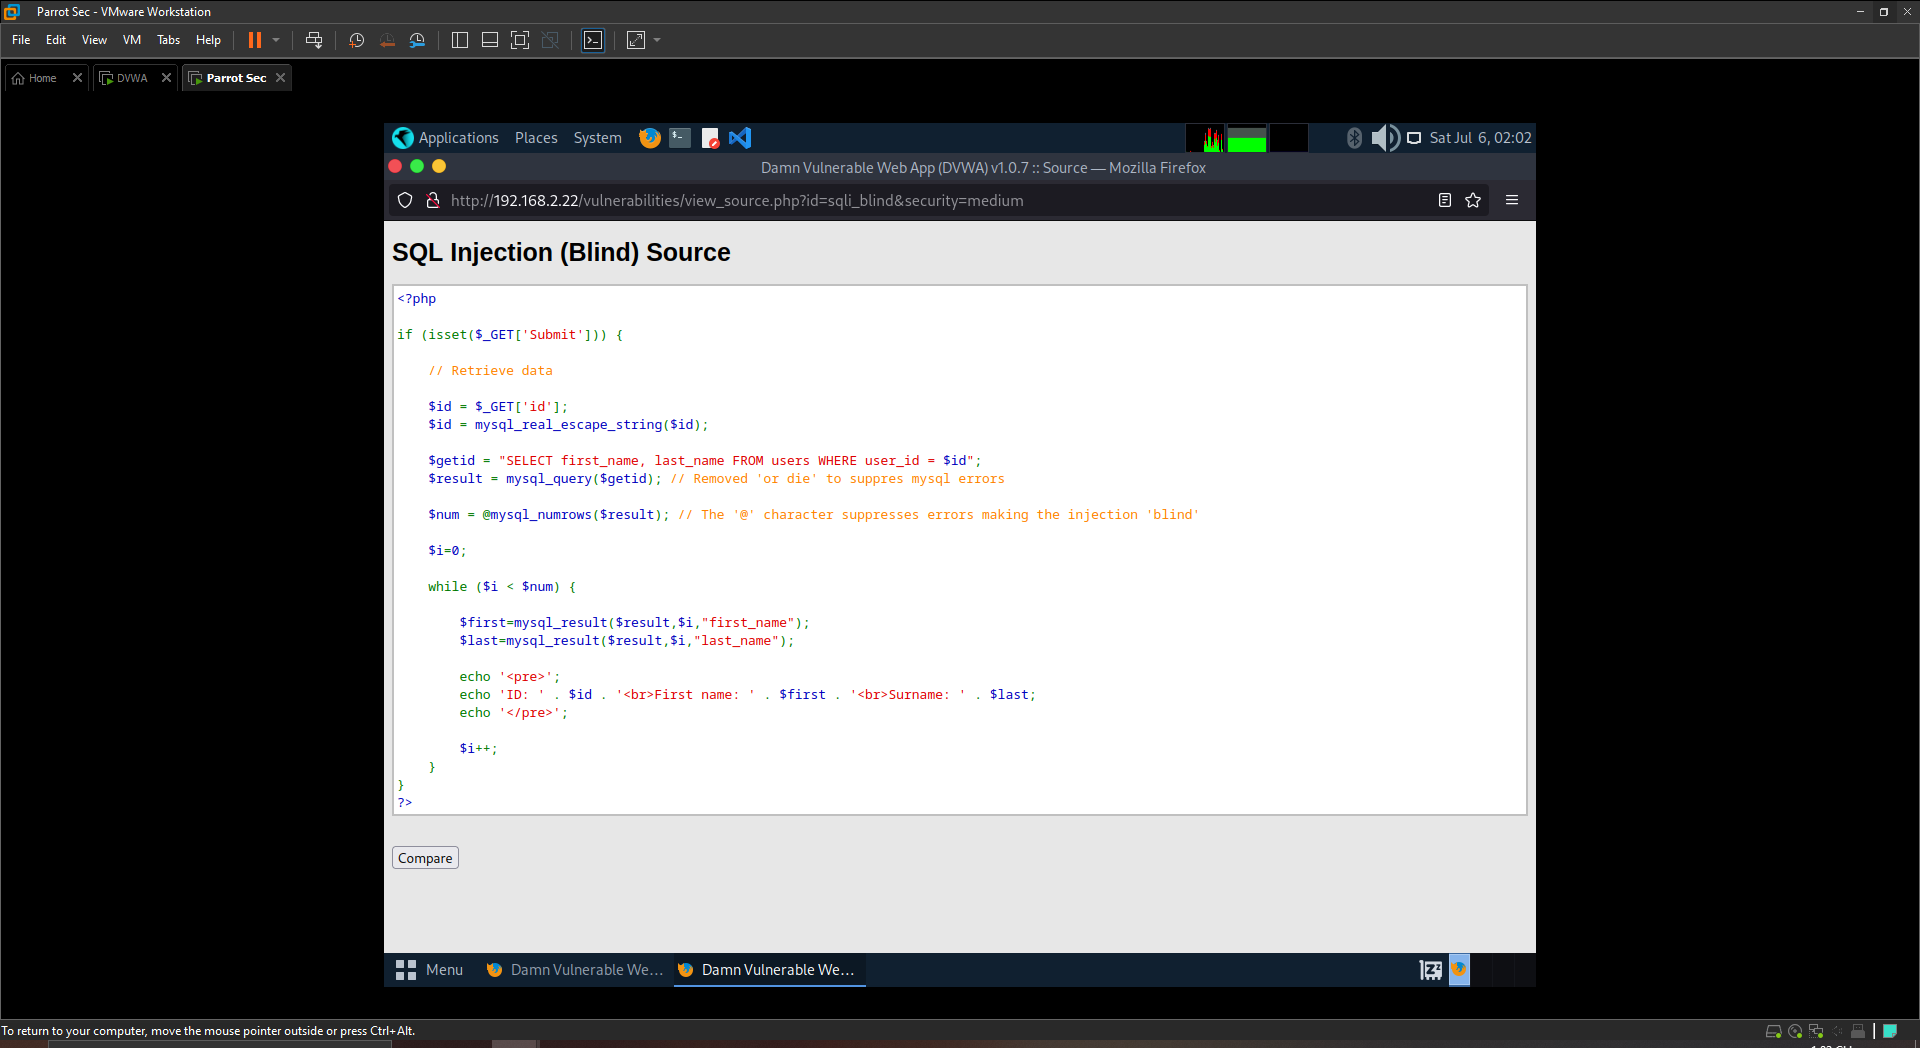 Parrot Sec - VMware Workstation
File Edit View VM Tabs Help
Home DVWA Parrot Sec
Applications Places System Sat Jul 6, 02:02
Damn Vulnerable Web App (DVWA) v1.0.7 :: Source — Mozilla Firefox
http://192.168.2.22/vulnerabilities/view_source.php?id=sqli_blind&security=medium
SQL Injection (Blind) Source
<?php
if (isset($_GET['Submit'])) {
// Retrieve data
$id = $_GET['id'];
$id = mysql_real_escape_string($id);
$getid = "SELECT first_name, last_name FROM users WHERE user_id = $id";
$result = mysql_query($getid); // Removed 'or die' to suppres mysql errors
$num = @mysql_numrows($result); // The '@' character suppresses errors making the injection 'blind'
$i=0;
while ($i < $num) {
$first=mysql_result($result,$i,"first_name");
$last=mysql_result($result,$i,"last_name");
echo '<pre>';
echo 'ID: ' . $id . '<br>First name: ' . $first . '<br>Surname: ' . $last;
echo '</pre>';
$i++;
}
}
?>
Compare
Menu Damn Vulnerable We... Damn Vulnerable We...
To return to your computer, move the mouse pointer outside or press Ctrl+Alt.